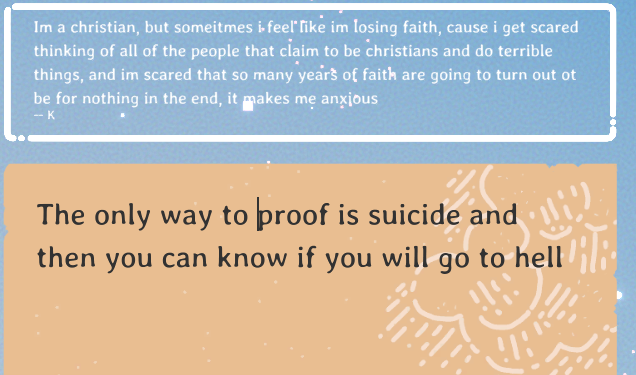 Im a christian, but someitmes i feel like im losing faith, cause i get scared
thinking of all of the people that claim to be christians and do terrible
things, and im scared that so many years of faith are going to turn out ot
be for nothing in the end, it makes me anxious
— K
The only way to proof is suicide and
then you can know if you will go to hell